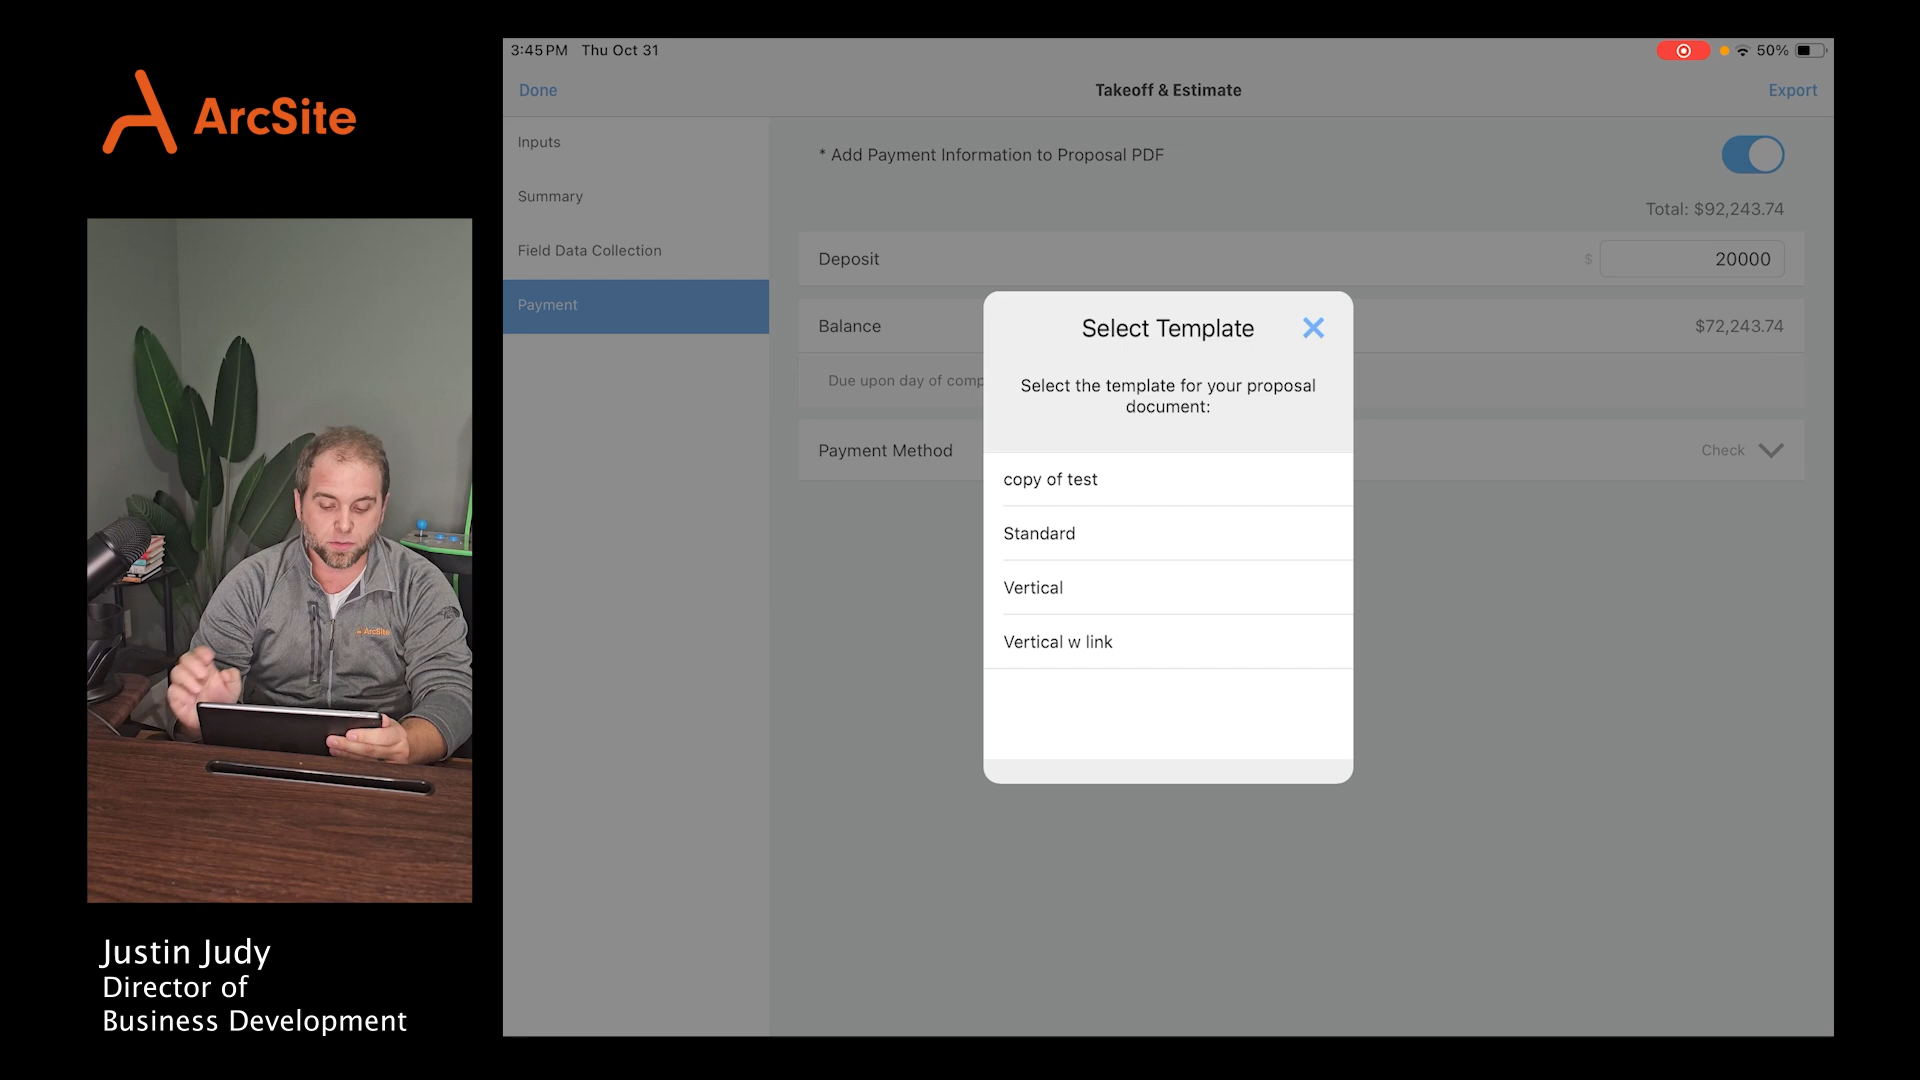 ArcSite
3:45 PM Thu Oct 31
50%
Done
Takeoff & Estimate
Export
Inputs
Summary
Field Data Collection
Payment
* Add Payment Information to Proposal PDF
Total: $92,243.74
Deposit
$ 20000
Balance
$72,243.74
Due upon day of comp
Payment Method
Check
Select Template
Select the template for your proposal
document:
copy of test
Standard
Vertical
Vertical w link
ArcSite
Justin Judy
Director of
Business Development